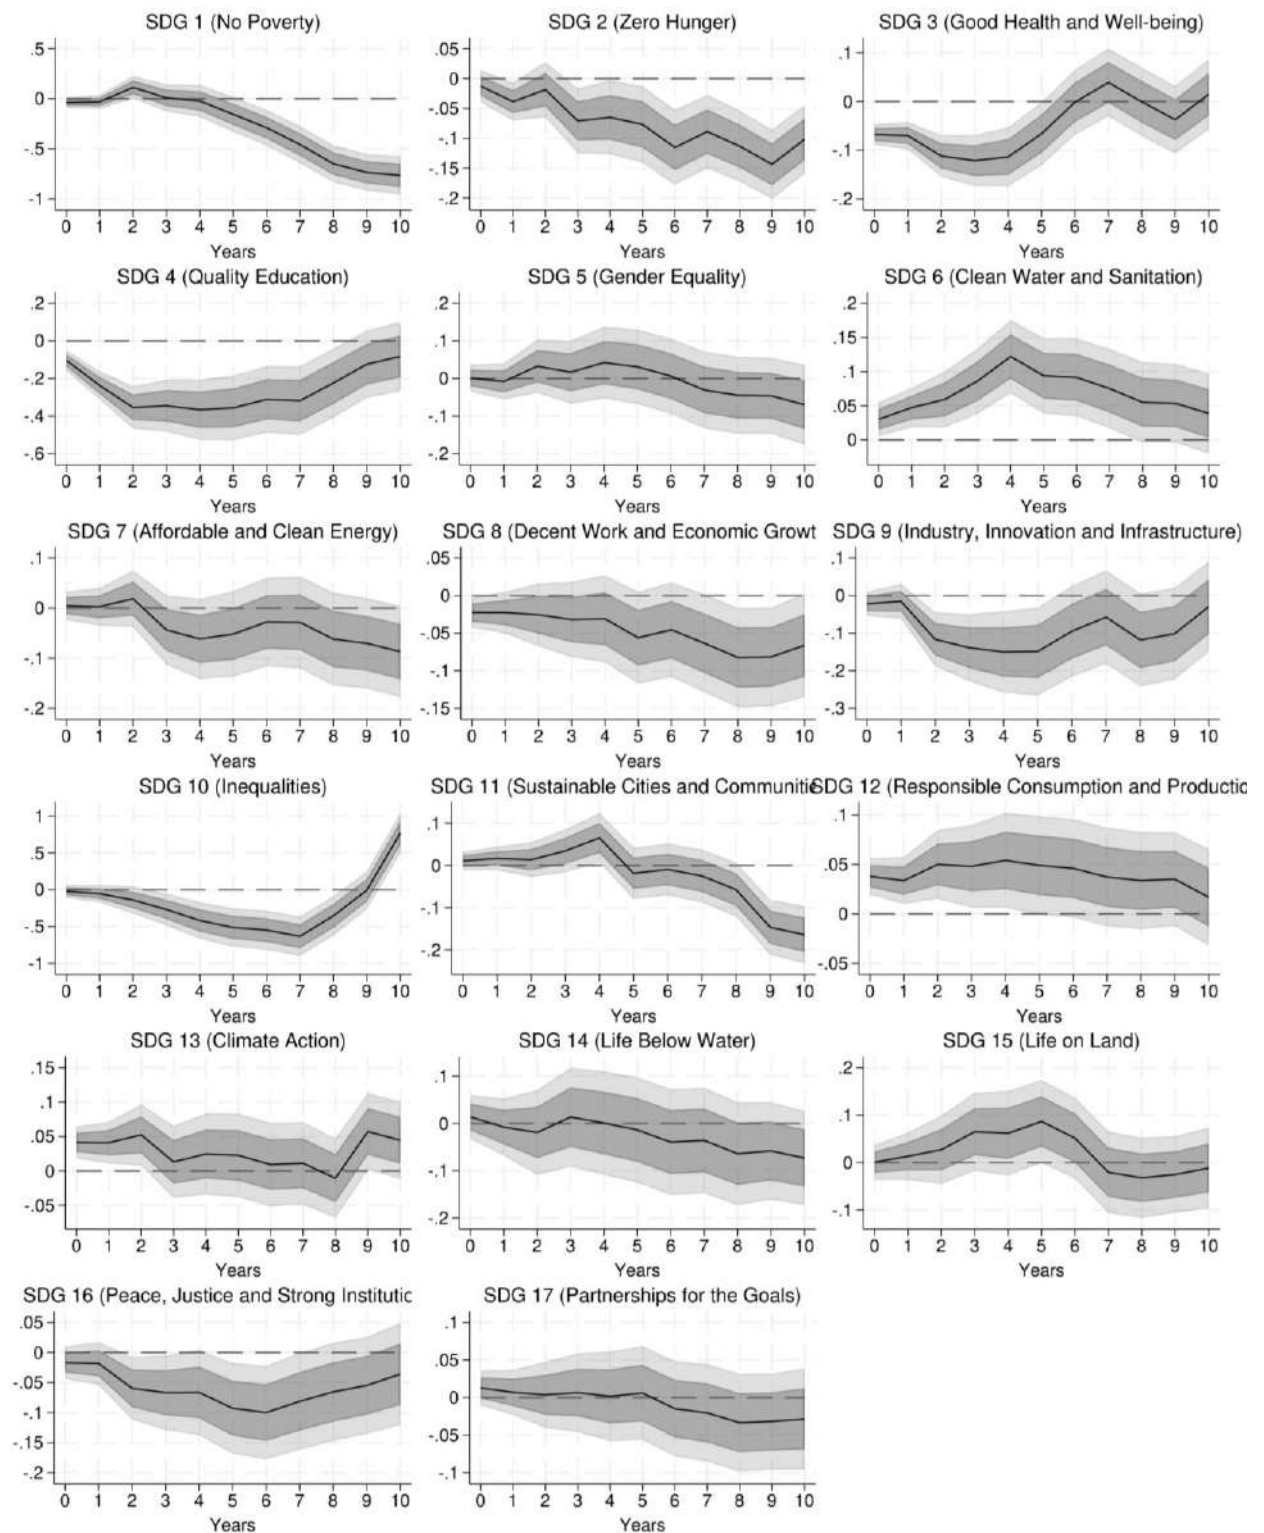 SDG 1 (No Poverty)
.5
0
-.5
-1
0 1 2 3 4 5 6 7 8 9 10
Years
SDG 2 (Zero Hunger)
.05
0
-.05
-.1
-.15
-.2
0 1 2 3 4 5 6 7 8 9 10
Years
SDG 3 (Good Health and Well-being)
.1
0
-.1
-.2
0 1 2 3 4 5 6 7 8 9 10
Years
SDG 4 (Quality Education)
.2
0
-.2
-.4
-.6
0 1 2 3 4 5 6 7 8 9 10
Years
SDG 5 (Gender Equality)
.2
.1
0
-.1
-.2
0 1 2 3 4 5 6 7 8 9 10
Years
SDG 6 (Clean Water and Sanitation)
.2
.15
.1
.05
0
0 1 2 3 4 5 6 7 8 9 10
Years
SDG 7 (Affordable and Clean Energy)
.1
0
-.1
-.2
0 1 2 3 4 5 6 7 8 9 10
Years
SDG 8 (Decent Work and Economic Growt
.05
0
-.05
-.1
-.15
0 1 2 3 4 5 6 7 8 9 10
Years
SDG 9 (Industry, Innovation and Infrastructure)
.1
0
-.1
-.2
-.3
0 1 2 3 4 5 6 7 8 9 10
Years
SDG 10 (Inequalities)
1
.5
0
-.5
-1
0 1 2 3 4 5 6 7 8 9 10
Years
SDG 11 (Sustainable Cities and Communitie
.1
0
-.1
-.2
0 1 2 3 4 5 6 7 8 9 10
Years
SDG 12 (Responsible Consumption and Productio
.1
.05
0
-.05
0 1 2 3 4 5 6 7 8 9 10
Years
SDG 13 (Climate Action)
.15
.1
.05
0
-.05
0 1 2 3 4 5 6 7 8 9 10
Years
SDG 14 (Life Below Water)
.1
0
-.1
-.2
0 1 2 3 4 5 6 7 8 9 10
Years
SDG 15 (Life on Land)
.2
.1
0
-.1
0 1 2 3 4 5 6 7 8 9 10
Years
SDG 16 (Peace, Justice and Strong Institutic
.05
0
-.05
-.1
-.15
-.2
0 1 2 3 4 5 6 7 8 9 10
Years
SDG 17 (Partnerships for the Goals)
.1
.05
0
-.05
-.1
0 1 2 3 4 5 6 7 8 9 10
Years